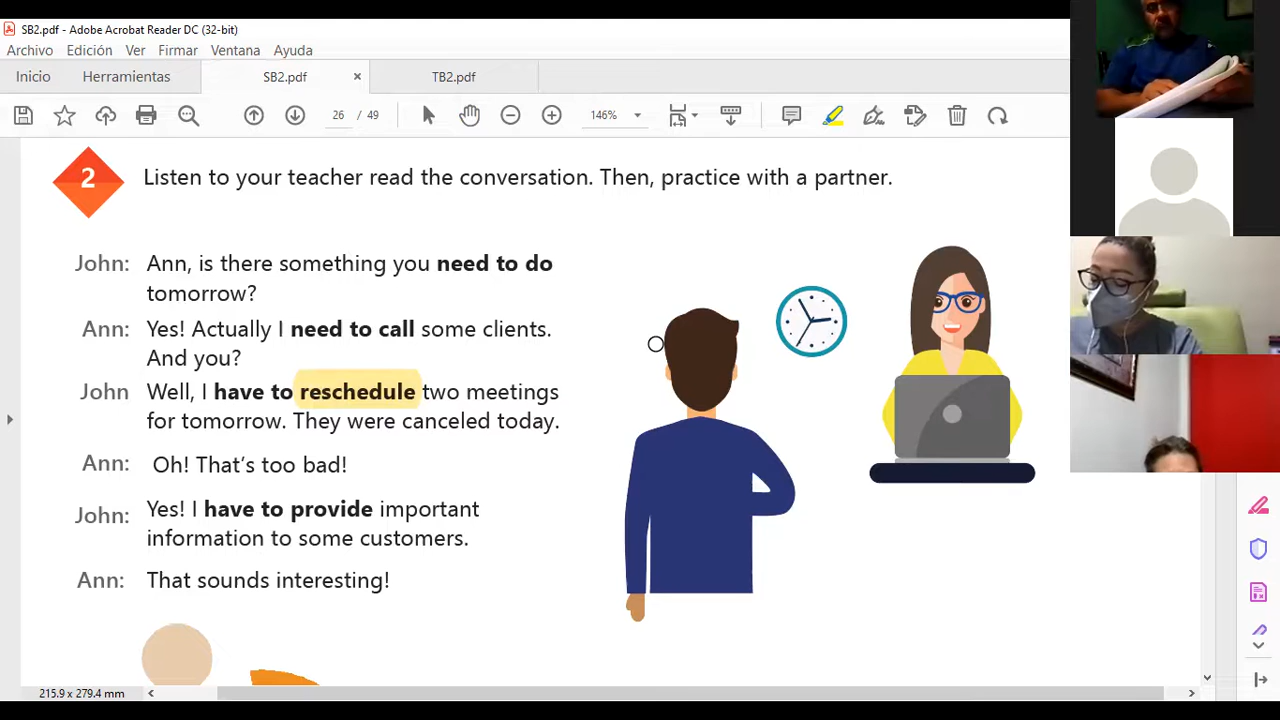 SB2.pdf - Adobe Acrobat Reader DC (32-bit)
Archivo Edición Ver Firmar Ventana Ayuda
Inicio Herramientas SB2.pdf × TB2.pdf
26 / 49 146%
2 Listen to your teacher read the conversation. Then, practice with a partner.
John: Ann, is there something you need to do
tomorrow?
Ann: Yes! Actually I need to call some clients.
And you?
John Well, I have to reschedule two meetings
for tomorrow. They were canceled today.
Ann: Oh! That’s too bad!
John: Yes! I have to provide important
information to some customers.
Ann: That sounds interesting!
215.9 x 279.4 mm